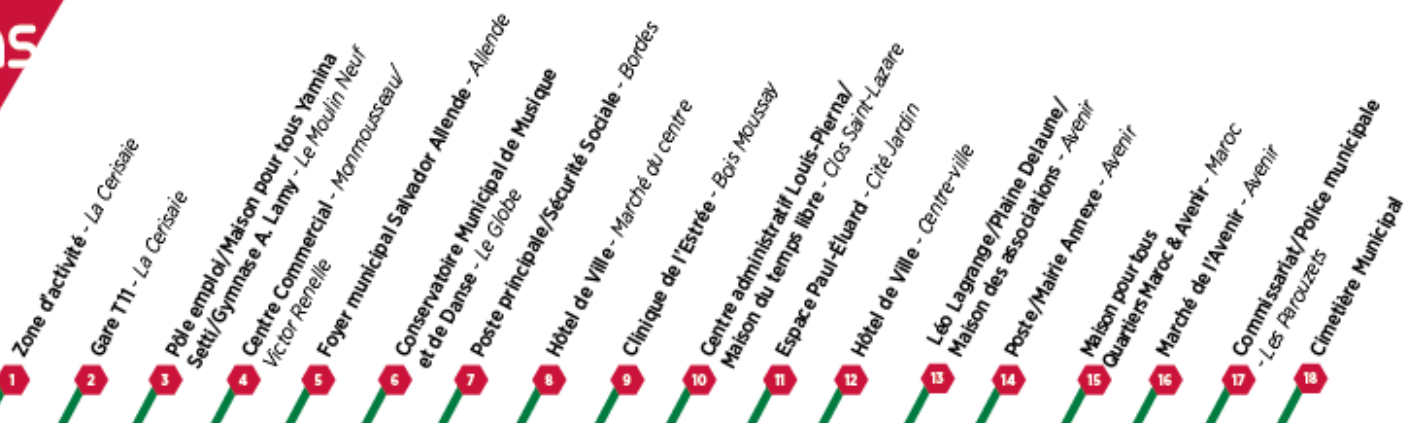 ns
Zone d'activité - La Cerisaie
1
Gare T11 - La Cerisaie
2
Pôle emploi/Maison pour tous Yamina
Setti/Gymnase A. Lamy - Le Moulin Neuf
3
Centre Commercial - Monmousseau/
Victor Renelle
4
Foyer municipal Salvador Allende - Allende
5
Conservatoire Municipal de Musique
et de Danse - Le Globe
6
Poste principale/Sécurité Sociale - Bordes
7
Hôtel de Ville - Marché du centre
8
Clinique de l'Estrée - Bois Moussay
9
Centre administratif Louis-Pierna/
Maison du temps libre - Clos Saint-Lazare
10
Espace Paul-Éluard - Cité Jardin
11
Hôtel de Ville - Centre-ville
12
Léo Lagrange/Plaine Delaune/
Maison des associations - Avenir
13
Poste/Mairie Annexe - Avenir
14
Maison pour tous
Quartiers Maroc & Avenir - Maroc
15
Marché de l'Avenir - Avenir
16
Commissariat/Police municipale
- Les Parouzets
17
Cimetière Municipal
18